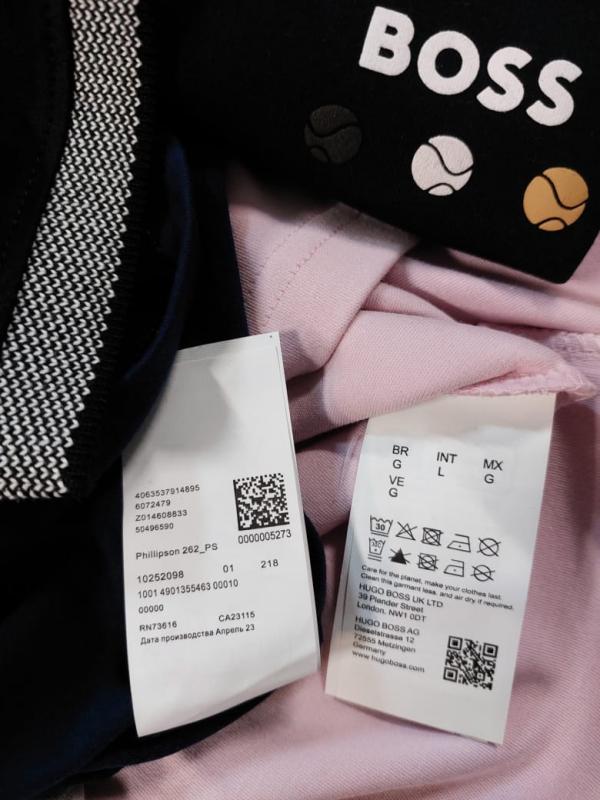 BOSS
4063537914895
6072479
Z014608833
50496590
0000005273
Phillipson 262_PS
10252098 01 218
1001 4901355463 00010
00000
RN73616 CA23115
Дата производства Апрель 23
BR INT MX
G L G
VE
G
30
Care for the planet, make your clothes last.
Clean this garment less, and air dry if required.
HUGO BOSS UK LTD.
39 Plender Street
London, NW1 0DT
HUGO BOSS AG
Dieselstrasse 12
72555 Metzingen
Germany
www.hugoboss.com